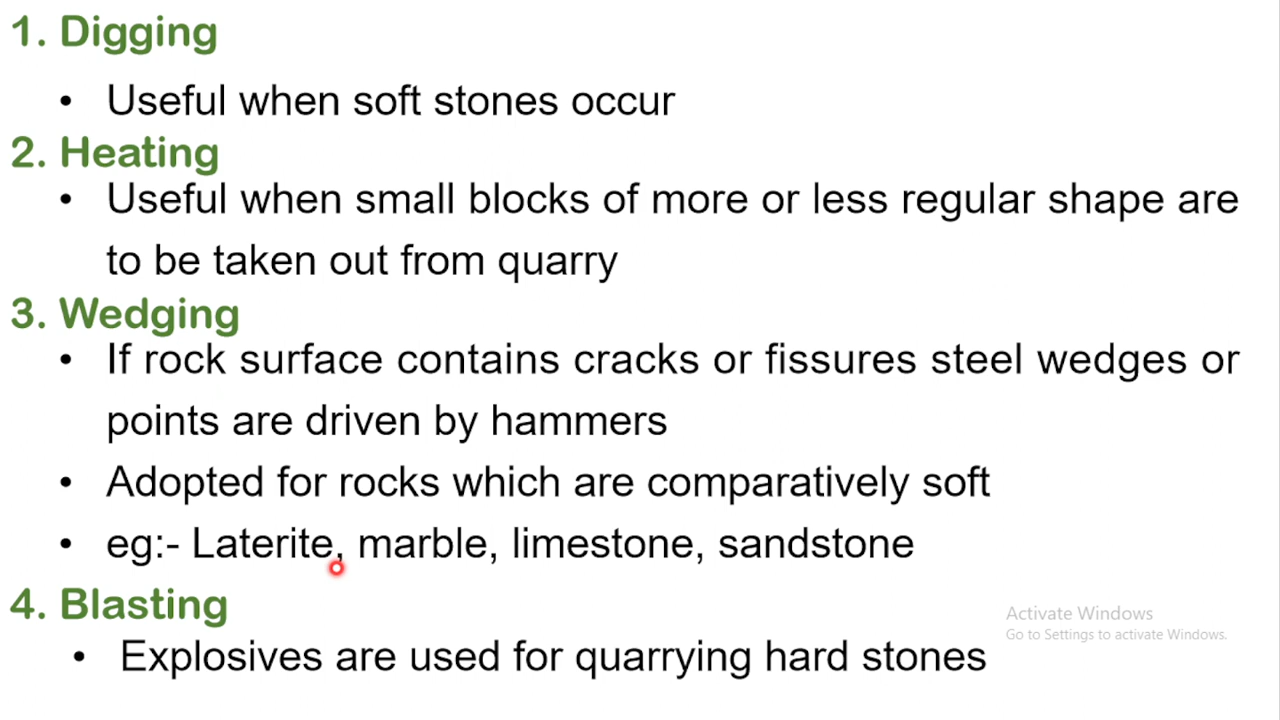 1. Digging
• Useful when soft stones occur
2. Heating
• Useful when small blocks of more or less regular shape are
to be taken out from quarry
3. Wedging
• If rock surface contains cracks or fissures steel wedges or
points are driven by hammers
• Adopted for rocks which are comparatively soft
• eg:- Laterite, marble, limestone, sandstone
4. Blasting
• Explosives are used for quarrying hard stones
Activate Windows
Go to Settings to activate Windows.